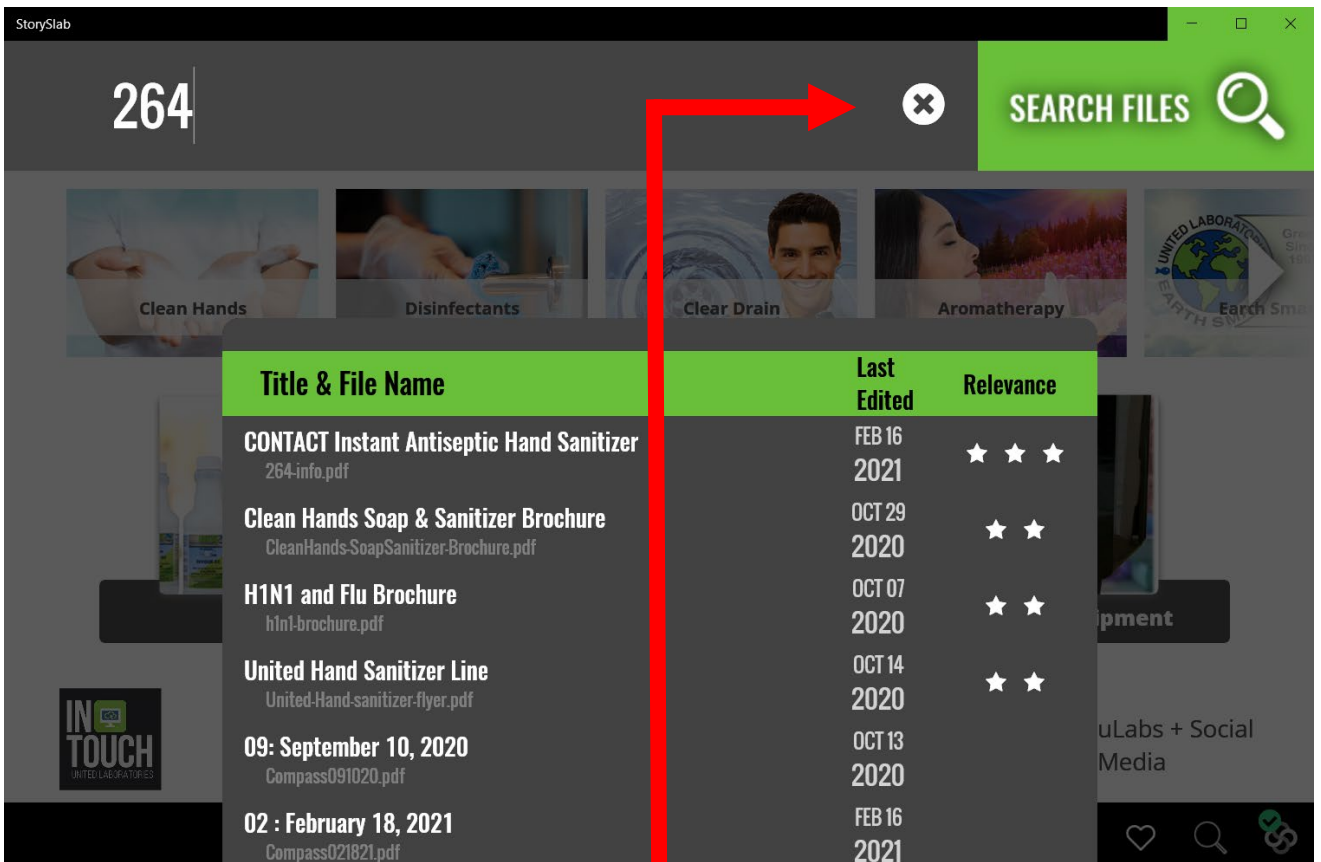 StorySlab
264
SEARCH FILES
Clean Hands
Disinfectants
Clear Drain
Aromatherapy
UNITED LABORATOR
EARTH SM
Earth Sma
Title & File Name
Last
Edited
Relevance
CONTACT Instant Antiseptic Hand Sanitizer
264-info.pdf
FEB 16
2021
Clean Hands Soap & Sanitizer Brochure
CleanHands-SoapSanitizer-Brochure.pdf
OCT 29
2020
H1N1 and Flu Brochure
h1n1-brochure.pdf
OCT 07
2020
United Hand Sanitizer Line
United-Hand-sanitizer-flyer.pdf
OCT 14
2020
09: September 10, 2020
Compass091020.pdf
OCT 13
2020
02 : February 18, 2021
Compass021821.pdf
FEB 16
2021
ipment
IN
TOUCH
UNITED LABORATORIES
uLabs + Social
Media